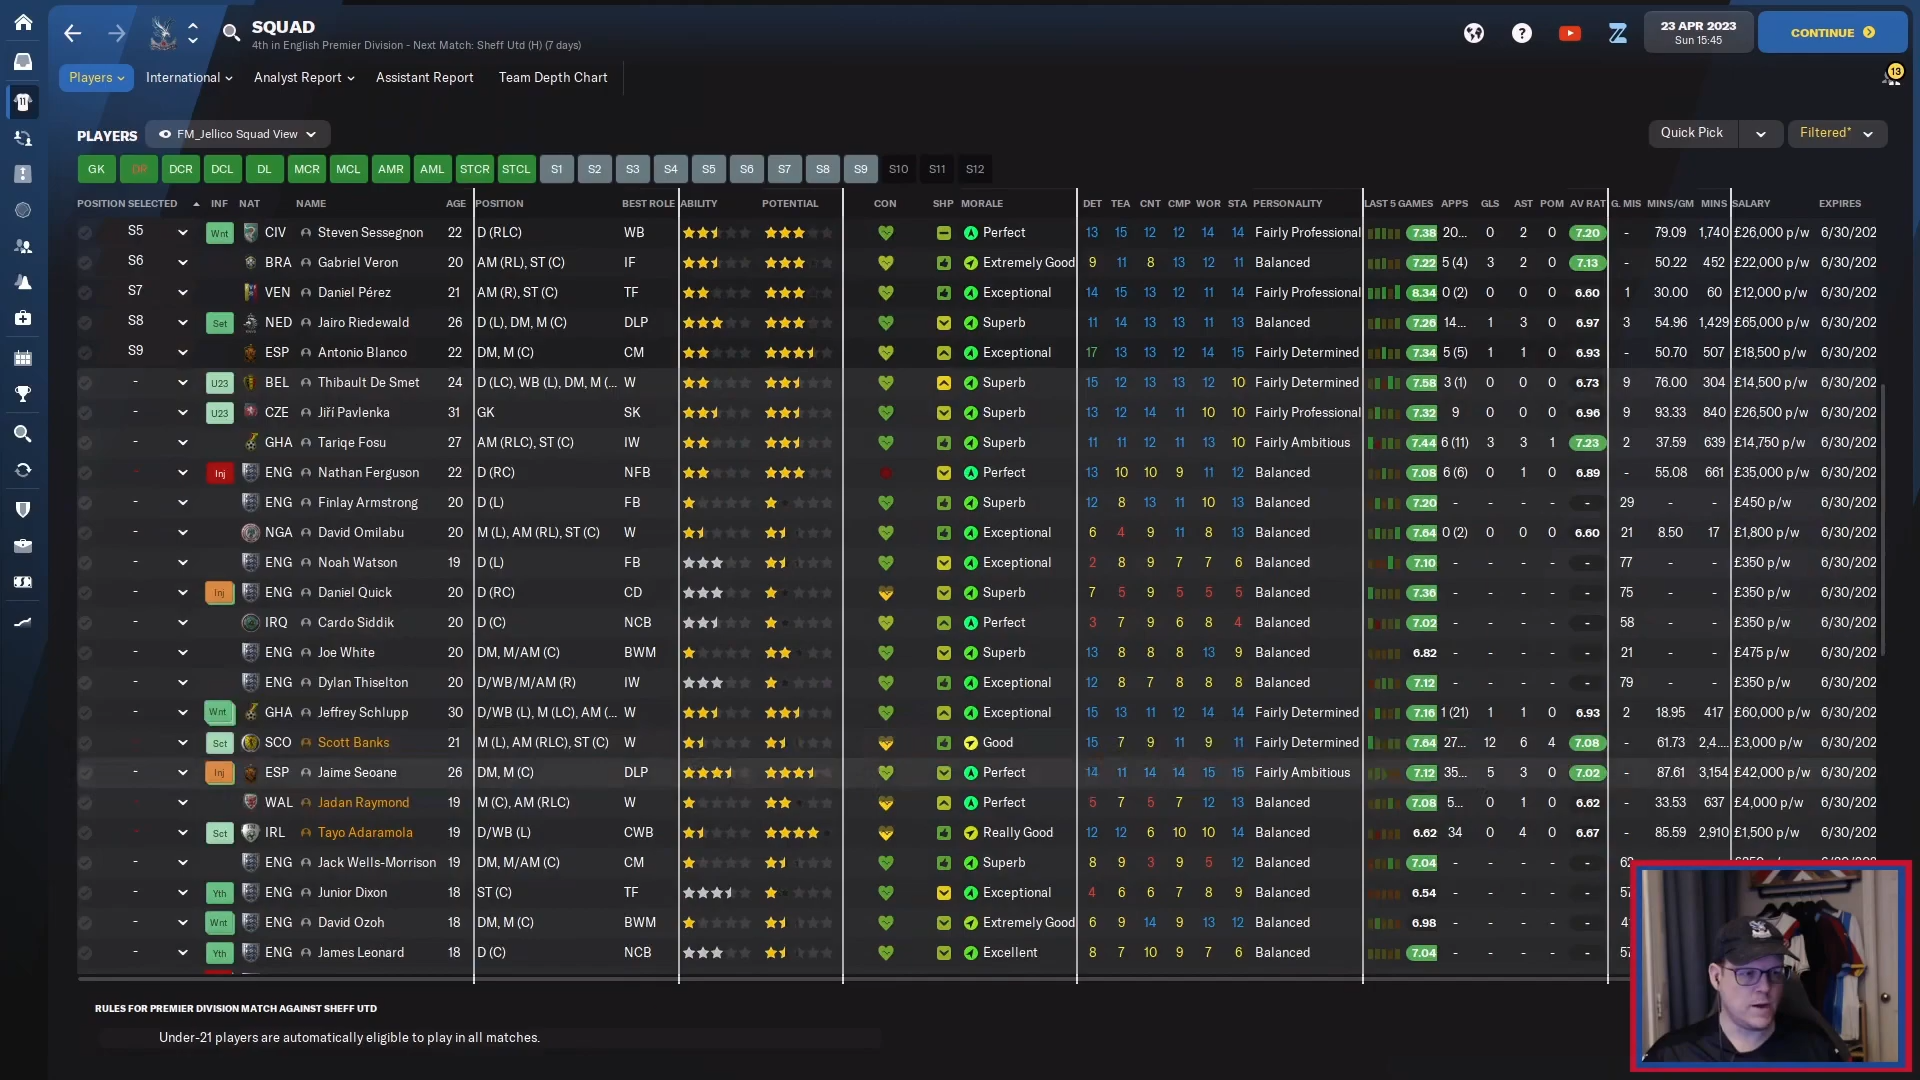 SQUAD
4th in English Premier Division - Next Match: Sheff Utd (H) (7 days)
23 APR 2023
Sun 15:45
CONTINUE
Players International Analyst Report Assistant Report Team Depth Chart
13
PLAYERS FM_Jellico Squad View Quick Pick Filtered*
GK DR DCR DCL DL MCR MCL AMR AML STCR STCL S1 S2 S3 S4 S5 S6 S7 S8 S9 S10 S11 S12
POSITION SELECTED INF NAT NAME AGE POSITION BEST ROLE ABILITY POTENTIAL CON SHP MORALE DET TEA CNT CMP WOR STA PERSONALITY LAST 5 GAMES APPS GLS AST POM AV RAT G. MIS MINS/GM MINS SALARY EXPIRES
S5 Wnt CIV Steven Sessegnon 22 D (RLC) WB Perfect 13 15 12 12 14 14 Fairly Professional 7.38 20... 0 2 0 7.20 - 79.09 1,740 £26,000 p/w 6/30/202
S6 BRA Gabriel Veron 20 AM (RL), ST (C) IF Extremely Good 9 11 8 13 12 11 Balanced 7.22 5 (4) 3 2 0 7.13 - 50.22 452 £22,000 p/w 6/30/202
S7 VEN Daniel Pérez 21 AM (R), ST (C) TF Exceptional 14 15 13 12 11 14 Fairly Professional 8.34 0 (2) 0 0 0 6.60 1 30.00 60 £12,000 p/w 6/30/202
S8 Set NED Jairo Riedewald 26 D (L), DM, M (C) DLP Superb 11 14 13 13 11 13 Balanced 7.26 14... 1 3 0 6.97 3 54.96 1,429 £65,000 p/w 6/30/202
S9 ESP Antonio Blanco 22 DM, M (C) CM Exceptional 17 13 13 12 14 15 Fairly Determined 7.34 5 (5) 1 1 0 6.93 - 50.70 507 £18,500 p/w 6/30/202
- U23 BEL Thibault De Smet 24 D (LC), WB (L), DM, M (... W Superb 15 12 13 13 12 10 Fairly Determined 7.58 3 (1) 0 0 0 6.73 9 76.00 304 £14,500 p/w 6/30/202
- U23 CZE Jiří Pavlenka 31 GK SK Superb 13 12 14 11 10 10 Fairly Professional 7.32 9 0 0 0 6.96 9 93.33 840 £26,500 p/w 6/30/202
- GHA Tariqe Fosu 27 AM (RLC), ST (C) IW Superb 11 11 12 11 13 10 Fairly Ambitious 7.44 6 (11) 3 3 1 7.23 2 37.59 639 £14,750 p/w 6/30/202
- Inj ENG Nathan Ferguson 22 D (RC) NFB Perfect 13 10 10 9 11 12 Balanced 7.08 6 (6) 0 1 0 6.89 - 55.08 661 £35,000 p/w 6/30/202
- ENG Finlay Armstrong 20 D (L) FB Superb 12 8 13 11 10 13 Balanced 7.20 - - - - - 29 - - £450 p/w 6/30/202
- NGA David Omilabu 20 M (L), AM (RL), ST (C) W Exceptional 6 4 9 11 8 13 Balanced 7.64 0 (2) 0 0 0 6.60 21 8.50 17 £1,800 p/w 6/30/202
- ENG Noah Watson 19 D (L) FB Exceptional 2 8 9 7 7 6 Balanced 7.10 - - - - - 77 - - £350 p/w 6/30/202
- Inj ENG Daniel Quick 20 D (RC) CD Superb 7 5 9 5 5 5 Balanced 7.36 - - - - - 75 - - £350 p/w 6/30/202
- IRQ Cardo Siddik 20 D (C) NCB Perfect 3 7 9 6 8 4 Balanced 7.02 - - - - - 58 - - £350 p/w 6/30/202
- ENG Joe White 20 DM, M/AM (C) BWM Superb 13 8 8 8 13 9 Balanced 6.82 - - - - - 21 - - £475 p/w 6/30/202
- ENG Dylan Thiselton 20 D/WB/M/AM (R) IW Exceptional 12 8 7 8 8 8 Balanced 7.12 - - - - - 79 - - £350 p/w 6/30/202
- Wnt GHA Jeffrey Schlupp 30 D/WB (L), M (LC), AM (... W Exceptional 15 13 11 12 14 14 Fairly Determined 7.16 1 (21) 1 1 0 6.93 2 18.95 417 £60,000 p/w 6/30/202
- Sct SCO Scott Banks 21 M (L), AM (RLC), ST (C) W Good 15 7 9 11 9 11 Fairly Determined 7.64 27... 12 6 4 7.08 - 61.73 2,4... £3,000 p/w 6/30/202
- Inj ESP Jaime Seoane 26 DM, M (C) DLP Perfect 14 11 14 14 15 15 Fairly Ambitious 7.12 35... 5 3 0 7.02 - 87.61 3,154 £42,000 p/w 6/30/202
- WAL Jadan Raymond 19 M (C), AM (RLC) W Perfect 5 7 5 7 12 13 Balanced 7.08 5... 0 1 0 6.62 - 33.53 637 £4,000 p/w 6/30/202
- Sct IRL Tayo Adaramola 19 D/WB (L) CWB Really Good 12 12 6 10 10 14 Balanced 6.62 34 0 4 0 6.67 - 85.59 2,910 £1,500 p/w 6/30/202
- ENG Jack Wells-Morrison 19 DM, M/AM (C) CM Superb 8 9 3 9 5 12 Balanced 7.04 - - - - -
- Yth ENG Junior Dixon 18 ST (C) TF Exceptional 4 6 6 7 8 9 Balanced 6.54 - - - - -
- Wnt ENG David Ozoh 18 DM, M (C) BWM Extremely Good 6 9 14 9 13 12 Balanced 6.98 - - - - -
- Yth ENG James Leonard 18 D (C) NCB Excellent 8 7 10 9 7 6 Balanced 7.04 - - - - -
RULES FOR PREMIER DIVISION MATCH AGAINST SHEFF UTD
Under-21 players are automatically eligible to play in all matches.